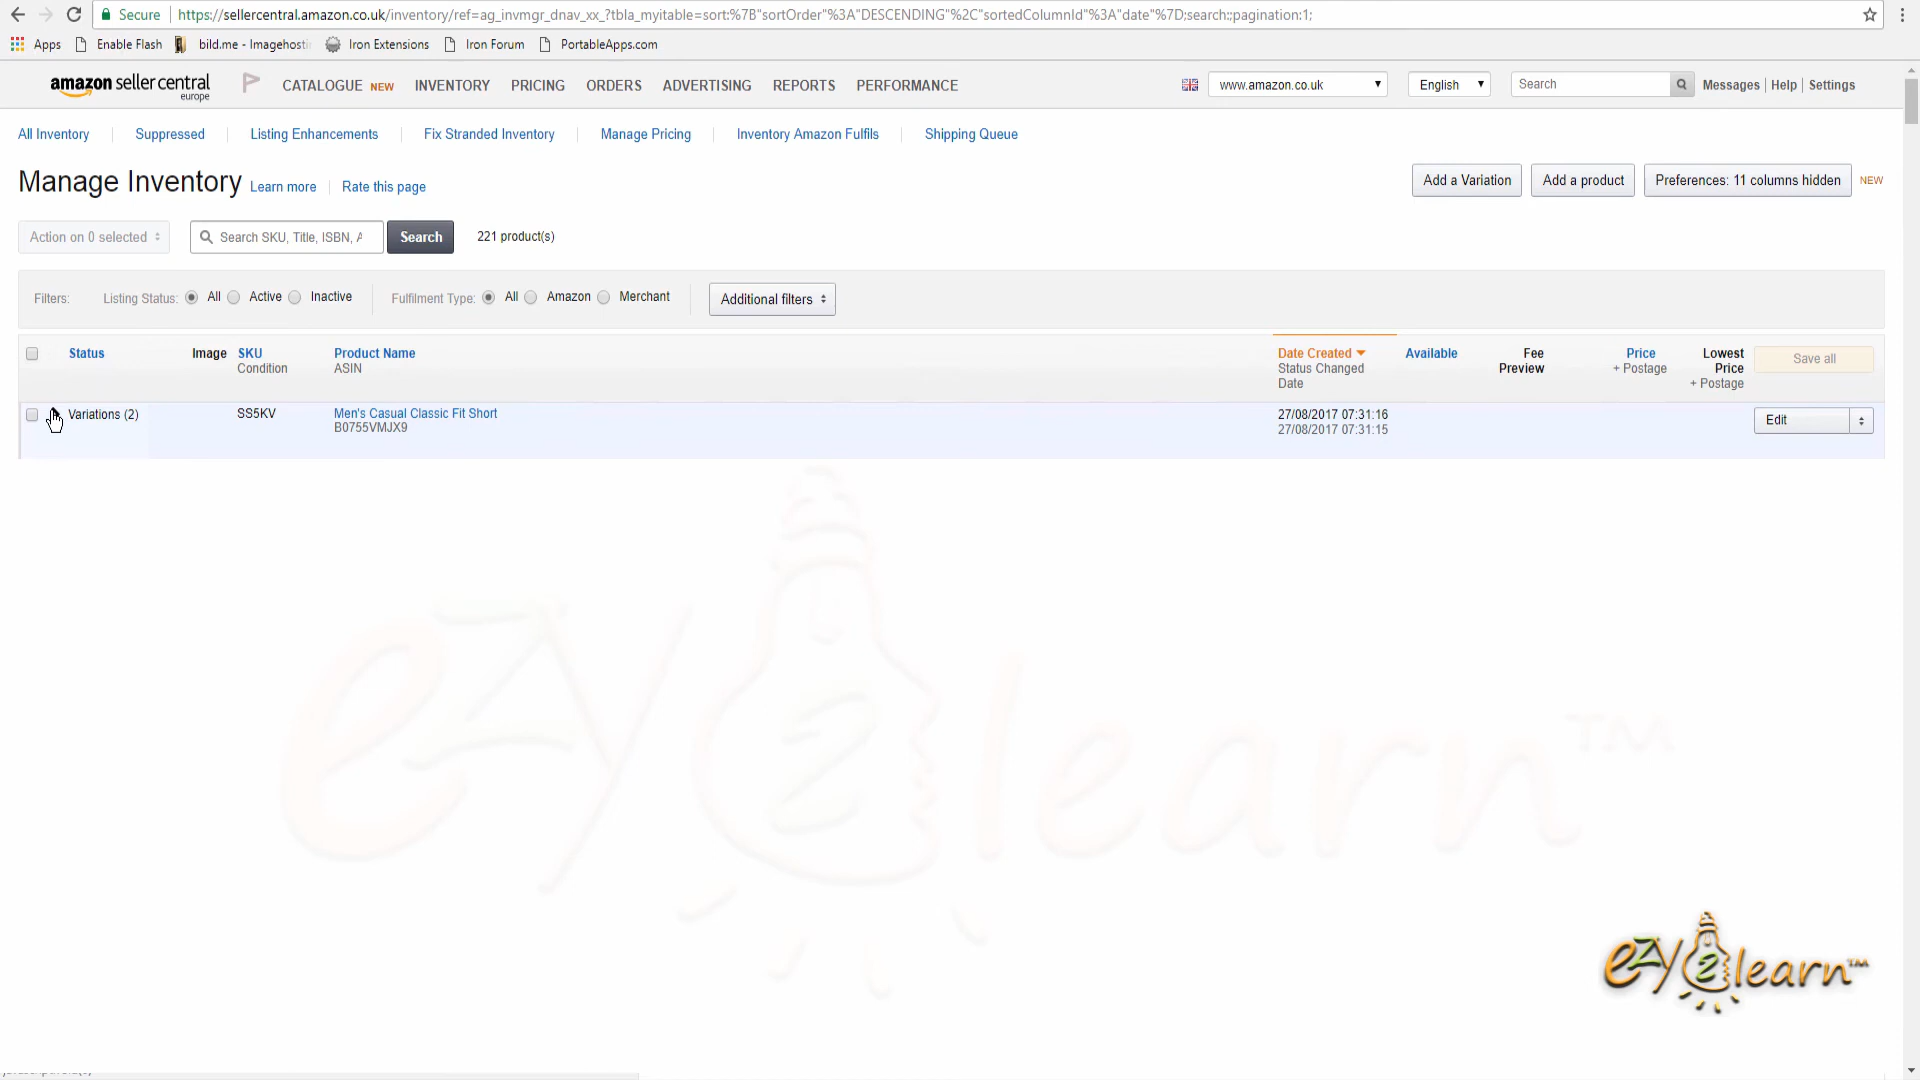 Secure https://sellercentral.amazon.co.uk/inventory/ref=ag_invmgr_dnav_xx_?tbla_myitable=sort:%7B"sortOrder"%3A"DESCENDING"%2C"sortedColumnId"%3A"date"%7D;search:;pagination:1;
Apps Enable Flash bild.me - Imagehosti Iron Extensions Iron Forum PortableApps.com
amazon seller central europe CATALOGUE NEW INVENTORY PRICING ORDERS ADVERTISING REPORTS PERFORMANCE www.amazon.co.uk English Search Messages | Help | Settings
All Inventory Suppressed Listing Enhancements Fix Stranded Inventory Manage Pricing Inventory Amazon Fulfils Shipping Queue
Manage Inventory Learn more Rate this page Add a Variation Add a product Preferences: 11 columns hidden NEW
Action on 0 selected Search SKU, Title, ISBN, A Search 221 product(s)
Filters: Listing Status: All Active Inactive Fulfilment Type: All Amazon Merchant Additional filters
Status Image SKU Product Name Date Created Available Fee Price Lowest Save all
Condition ASIN Status Changed Preview + Postage Price
Date + Postage
Variations (2) SS5KV Men's Casual Classic Fit Short 27/08/2017 07:31:16 Edit
B0755VMJX9 27/08/2017 07:31:15
ezy2learn™
ezy2learn™